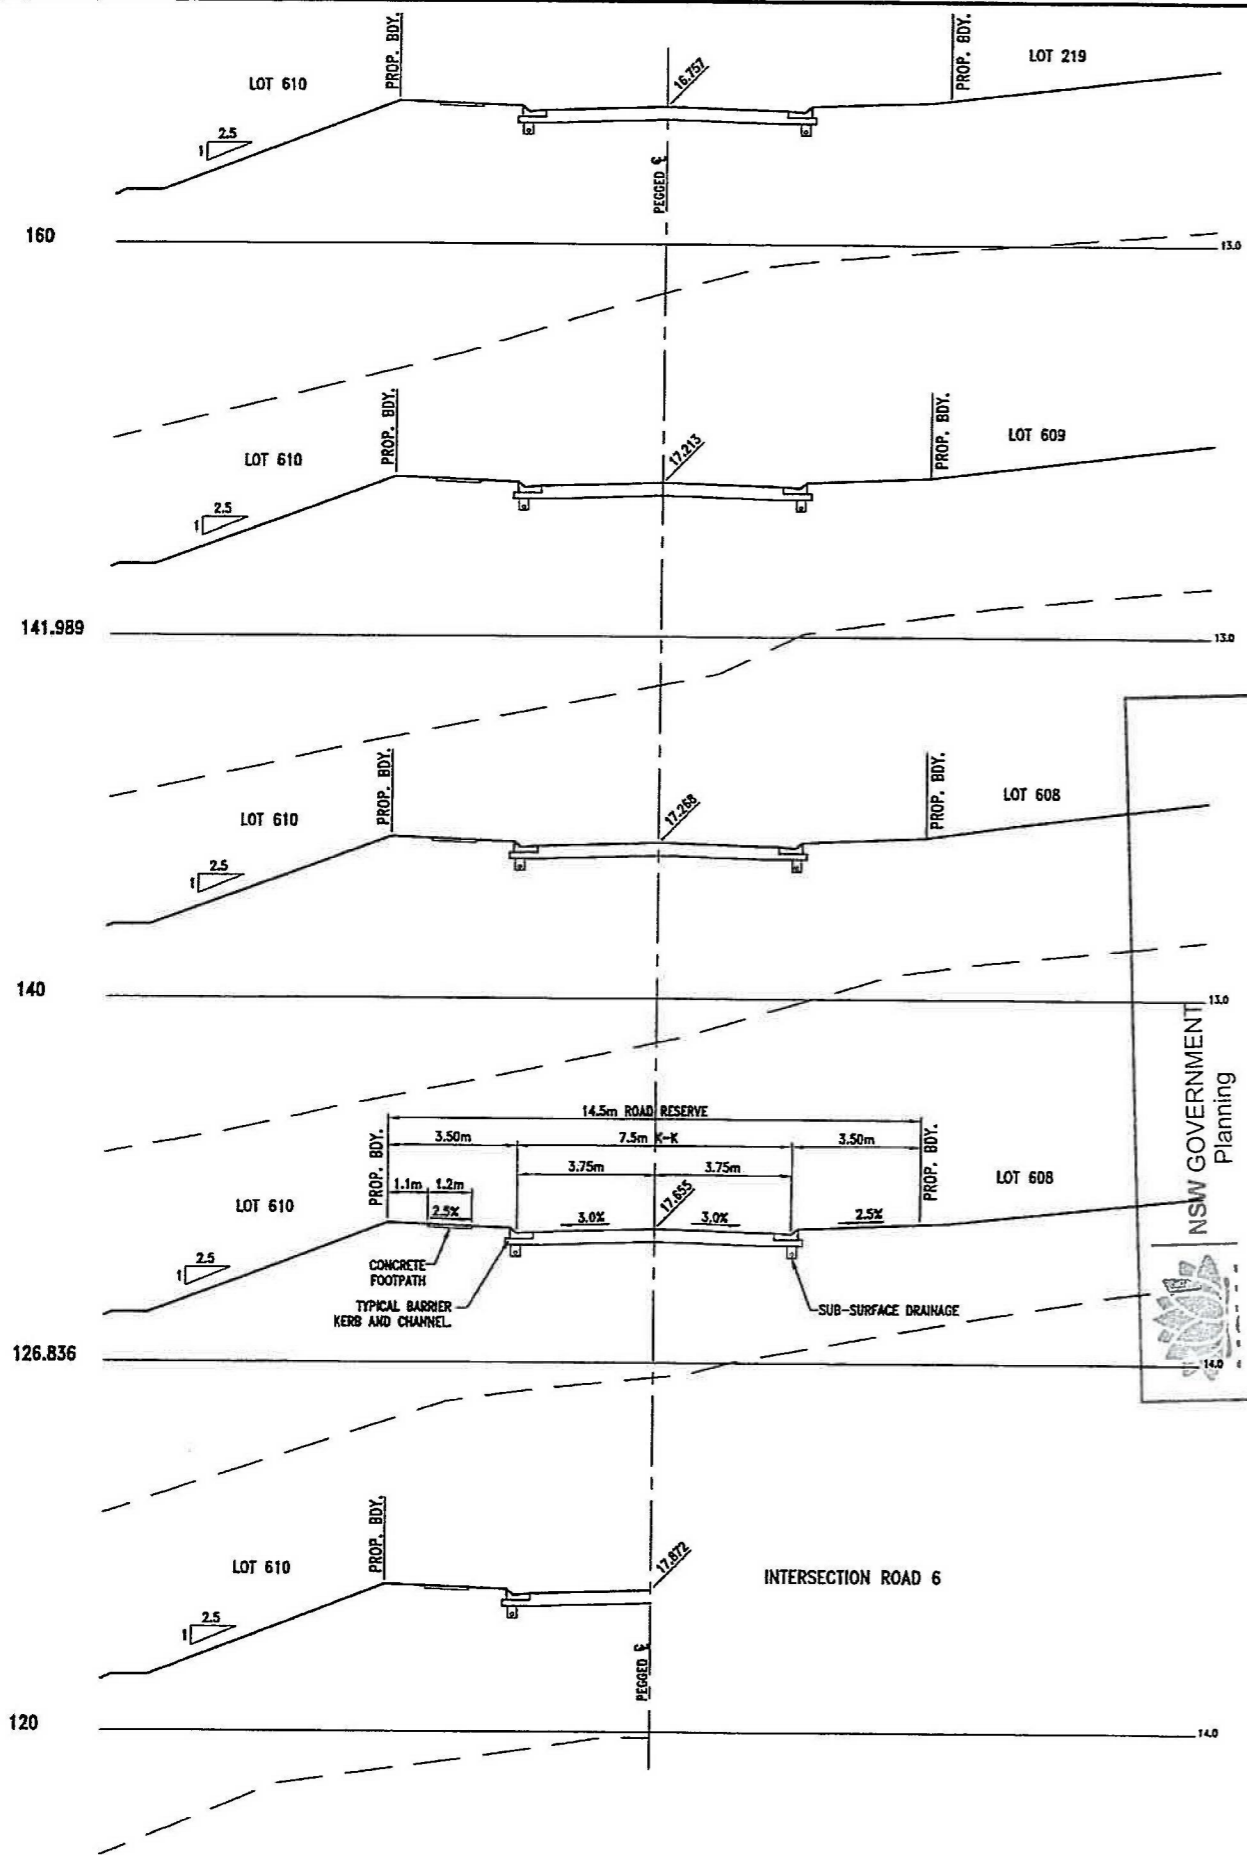 PROP. BDY.
PROP. BDY.
LOT 610
16.757
LOT 219
2.5
1
PEGGED ℄
160
13.0
PROP. BDY.
PROP. BDY.
LOT 610
17.213
LOT 609
2.5
1
141.989
13.0
PROP. BDY.
PROP. BDY.
LOT 610
17.268
LOT 608
2.5
1
140
13.0
NSW GOVERNMENT
Planning
14.5m ROAD RESERVE
3.50m
7.5m K-K
3.50m
PROP. BDY.
3.75m
3.75m
PROP. BDY.
LOT 608
1.1m
1.2m
LOT 610
17.655
2.5%
3.0%
3.0%
2.5%
2.5
1
CONCRETE
FOOTPATH
TYPICAL BARRIER
KERB AND CHANNEL.
SUB-SURFACE DRAINAGE
126.836
14.0
PROP. BDY.
LOT 610
17.872
INTERSECTION ROAD 6
2.5
1
PEGGED ℄
120
14.0